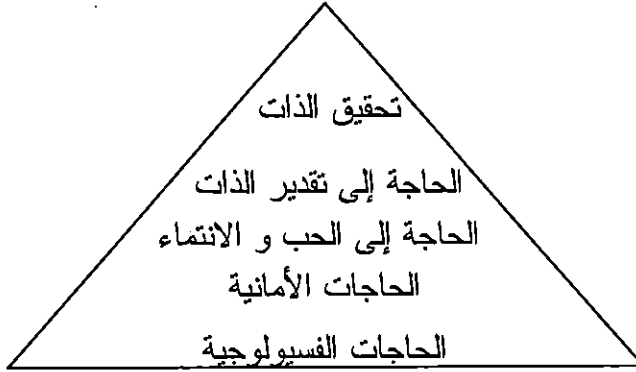 تحقيق الذات
الحاجة إلى تقدير الذات
الحاجة إلى الحب و الانتماء
الحاجات الأمانية
الحاجات الفسيولوجية